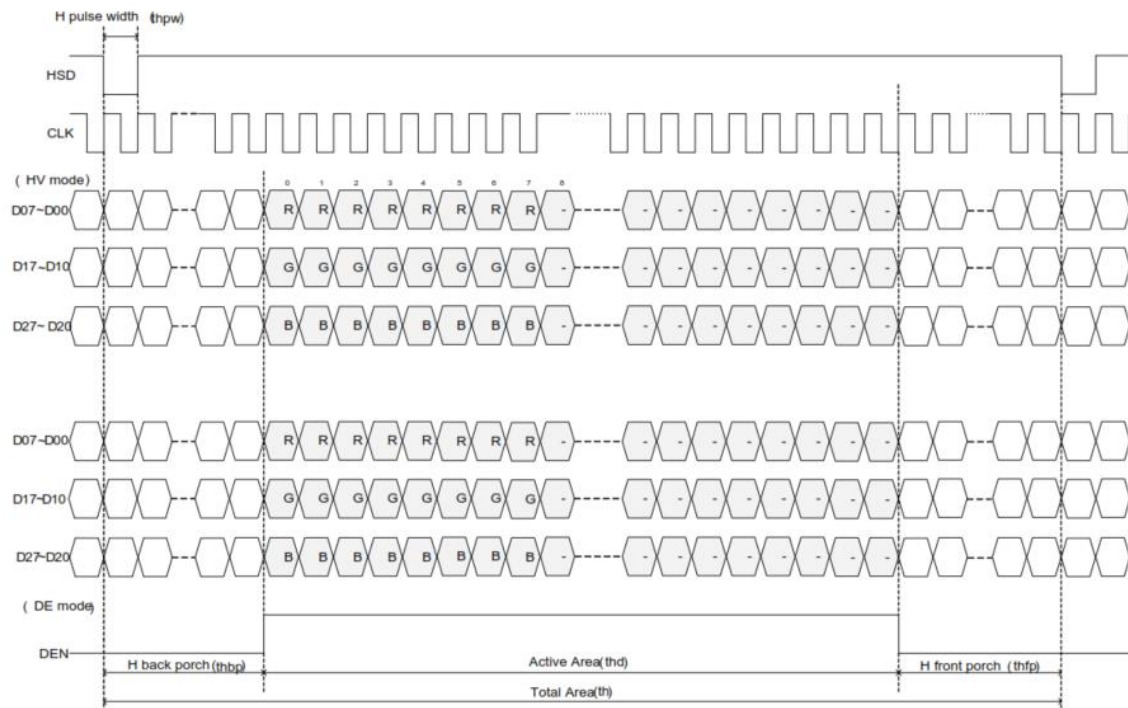 H pulse width (thpw)
HSD
CLK
( HV mode)
0 1 2 3 4 5 6 7 8
D07~D00 R R R R R R R R - - - - - - - - -
D17~D10 G G G G G G G G - - - - - - - - -
D27~D20 B B B B B B B B - - - - - - - - -
D07~D00 R R R R R R R R - - - - - - - - -
D17~D10 G G G G G G G G - - - - - - - - -
D27~D20 B B B B B B B B - - - - - - - - -
( DE mode)
DEN
H back porch (thbp) Active Area(thd) H front porch (thfp)
Total Area(th)